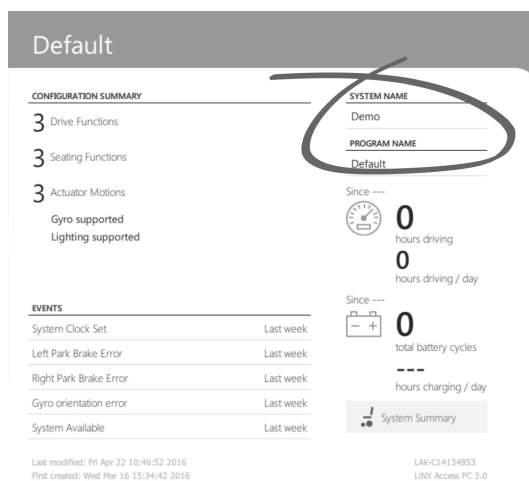 Default
CONFIGURATION SUMMARY
3 Drive Functions
3 Seating Functions
3 Actuator Motions
Gyro supported
Lighting supported
EVENTS
System Clock Set Last week
Left Park Brake Error Last week
Right Park Brake Error Last week
Gyro orientation error Last week
System Available Last week
SYSTEM NAME
Demo
PROGRAM NAME
Default
Since ---
0
hours driving
0
hours driving / day
Since ---
0
total battery cycles
---
hours charging / day
System Summary
Last modified: Fri Apr 22 10:46:52 2016
First created: Wed Mar 16 15:34:42 2016
LAK-C14134853
LiNX Access PC 3.0